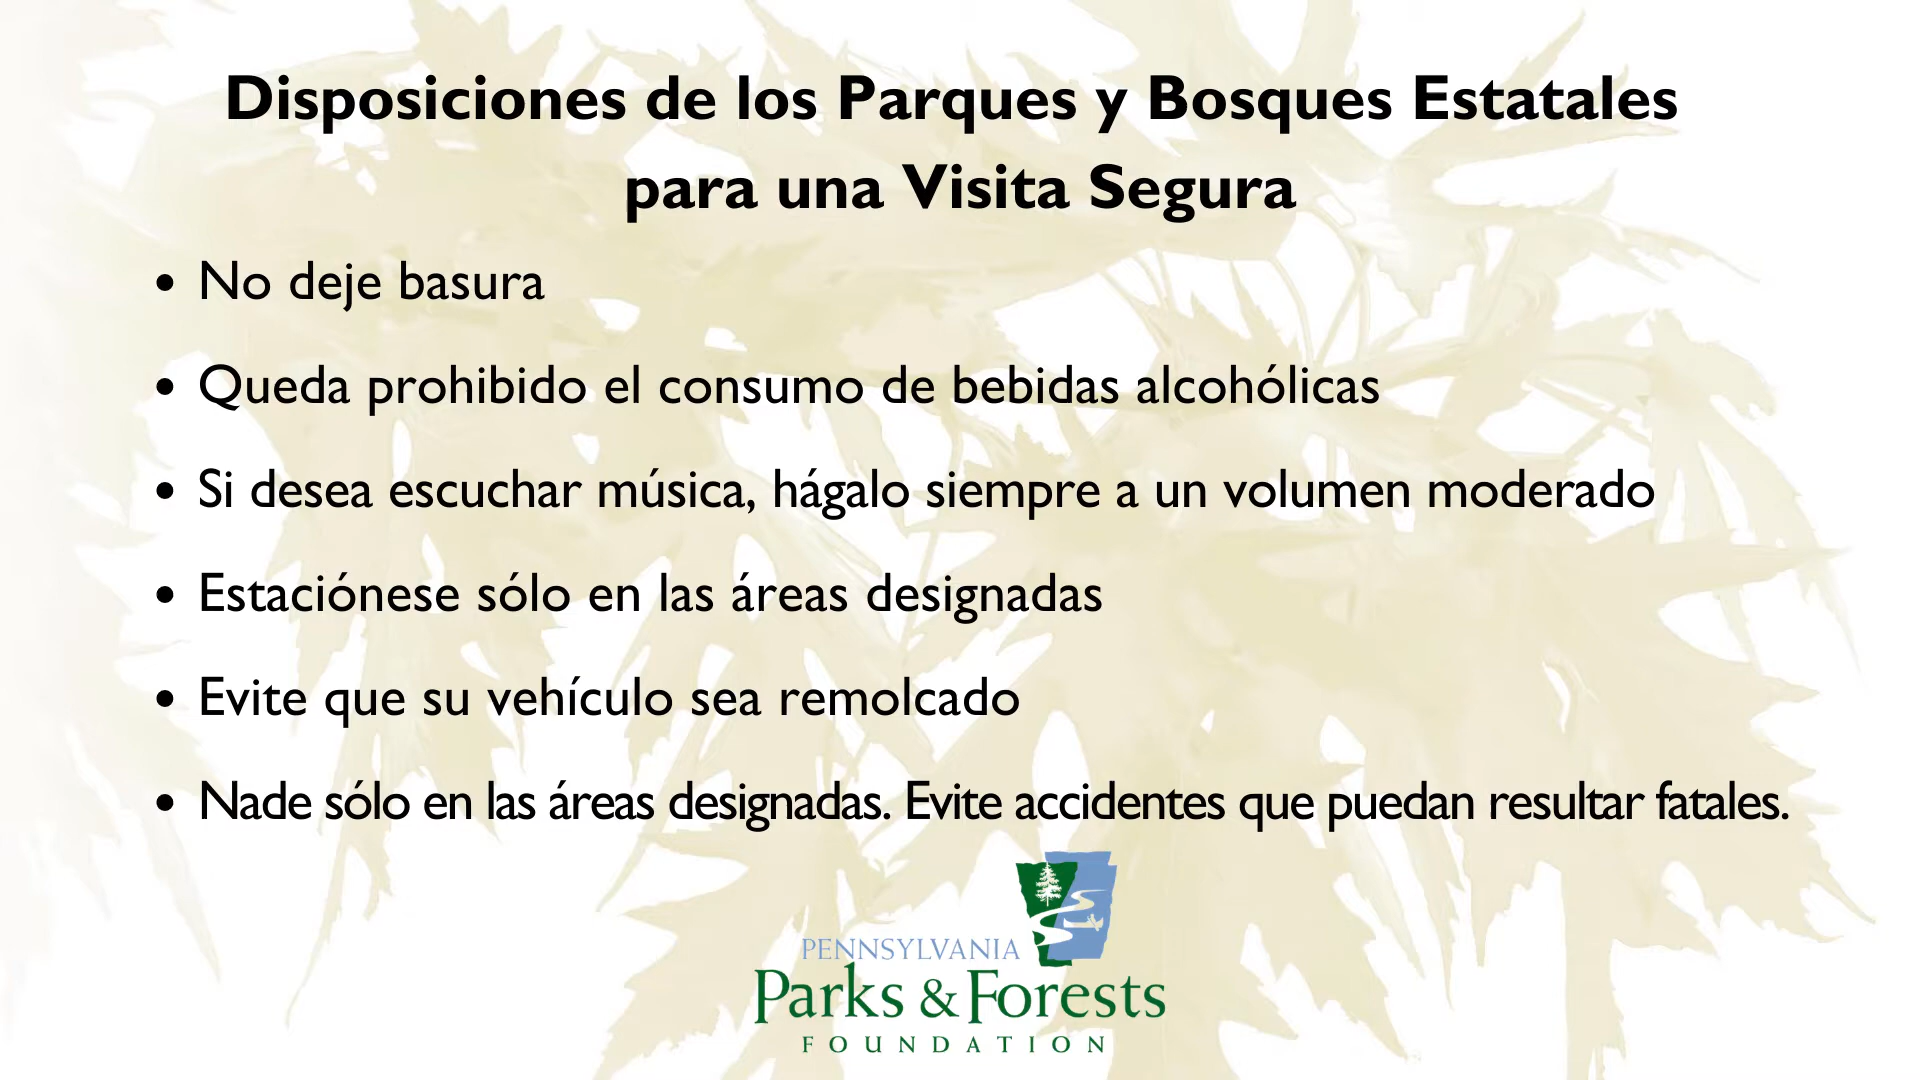 Disposiciones de los Parques y Bosques Estatales
para una Visita Segura
• No deje basura
• Queda prohibido el consumo de bebidas alcohólicas
• Si desea escuchar música, hágalo siempre a un volumen moderado
• Estaciónese sólo en las áreas designadas
• Evite que su vehículo sea remolcado
• Nade sólo en las áreas designadas. Evite accidentes que puedan resultar fatales.
PENNSYLVANIA
Parks & Forests
FOUNDATION